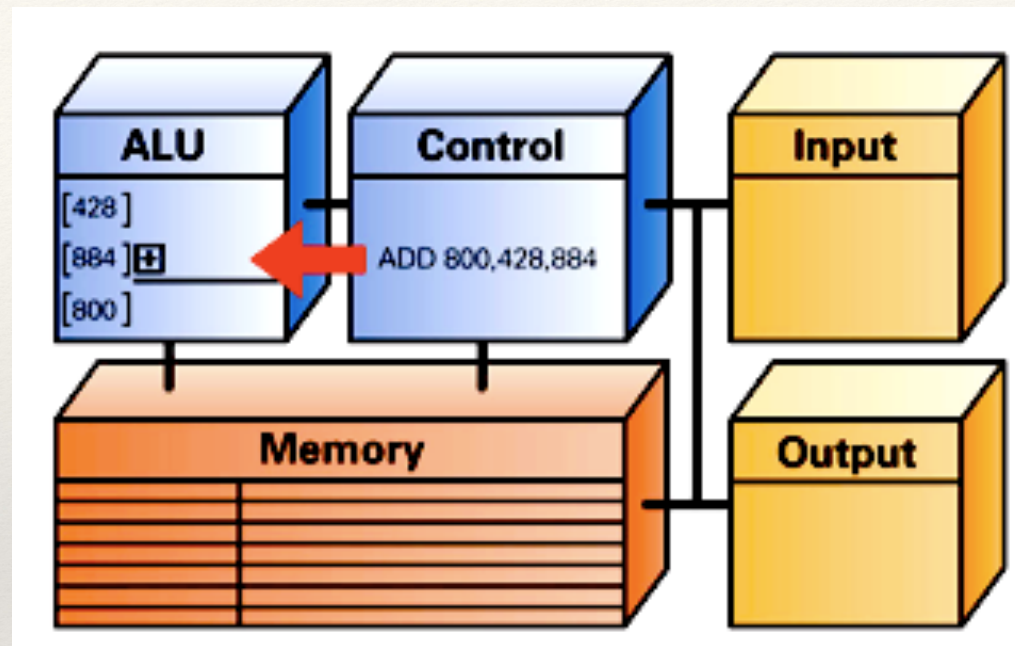 ALU
[428]
[884] +
[800]
Control
ADD 800,428,884
Input
Memory
Output